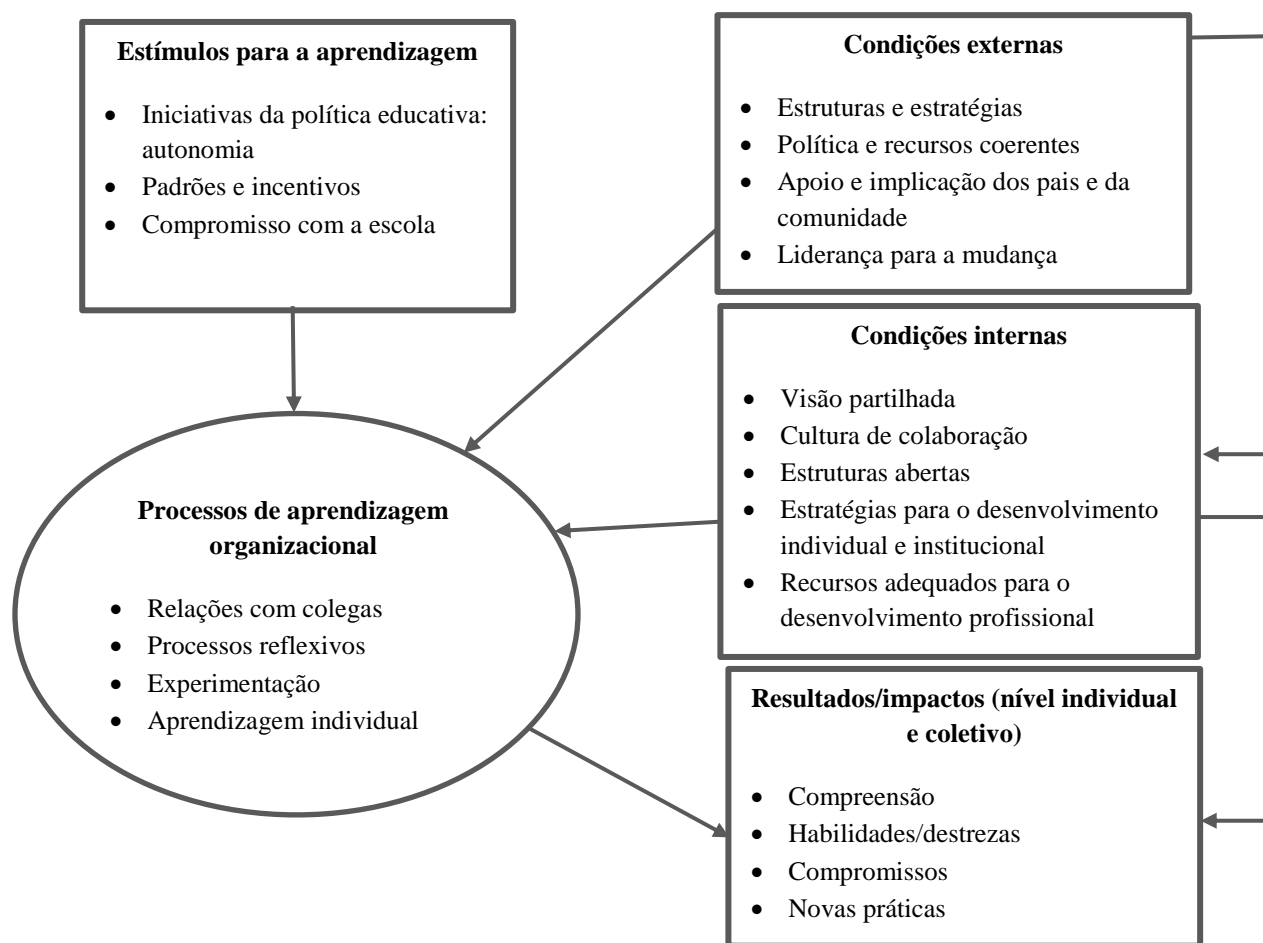 Estímulos para a aprendizagem
• Iniciativas da política educativa:
autonomia
• Padrões e incentivos
• Compromisso com a escola
Condições externas
• Estruturas e estratégias
• Política e recursos coerentes
• Apoio e implicação dos pais e da
comunidade
• Liderança para a mudança
Condições internas
• Visão partilhada
• Cultura de colaboração
• Estruturas abertas
• Estratégias para o desenvolvimento
individual e institucional
• Recursos adequados para o
desenvolvimento profissional
Processos de aprendizagem
organizacional
• Relações com colegas
• Processos reflexivos
• Experimentação
• Aprendizagem individual
Resultados/impactos (nível individual
e coletivo)
• Compreensão
• Habilidades/destrezas
• Compromissos
• Novas práticas